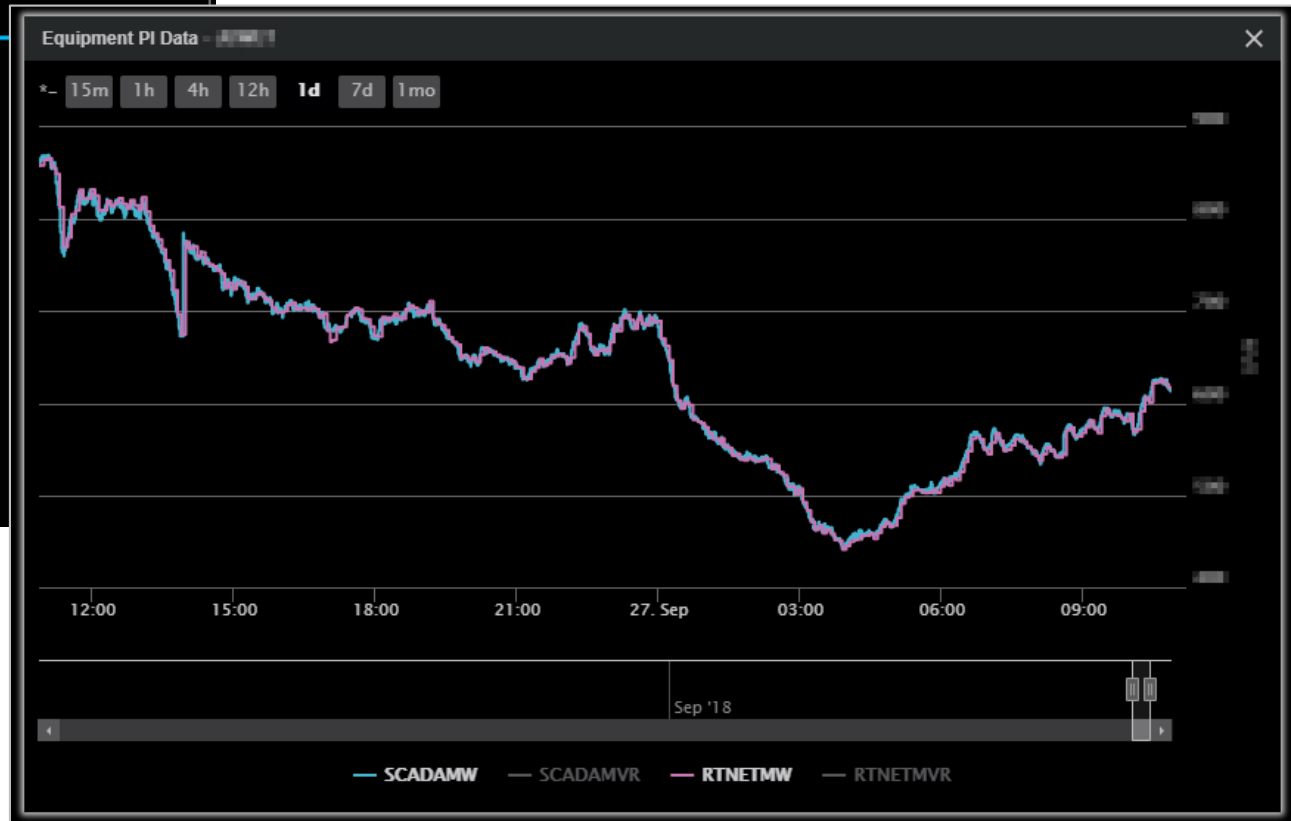 Equipment PI Data -
*- 15m 1h 4h 12h 1d 7d 1mo
12:00 15:00 18:00 21:00 27. Sep 03:00 06:00 09:00
Sep '18
SCADAMW SCADAMVR RTNETMW RTNETMVR